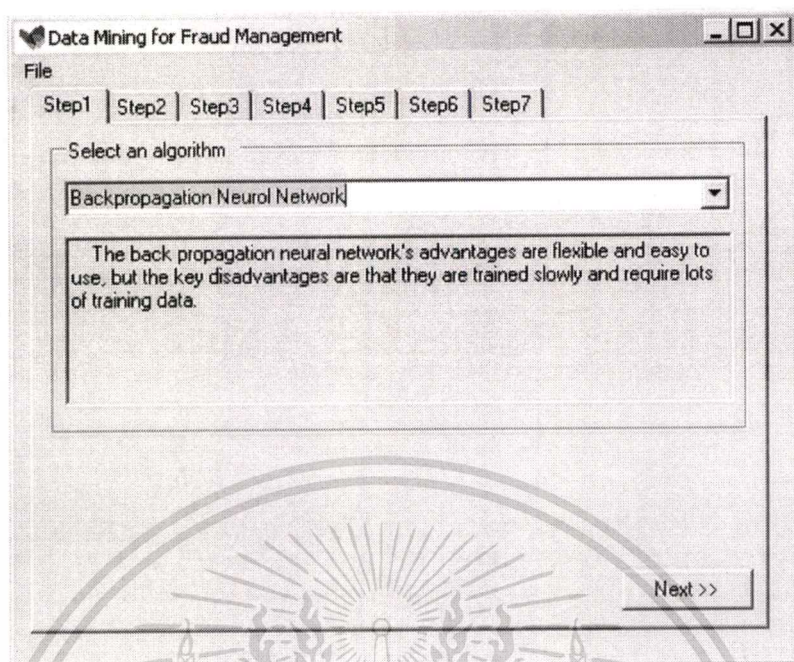 Data Mining for Fraud Management
File
Step1 Step2 Step3 Step4 Step5 Step6 Step7
Select an algorithm
Backpropagation Neurol Network
The back propagation neural network's advantages are flexible and easy to
use, but the key disadvantages are that they are trained slowly and require lots
of training data.
Next >>